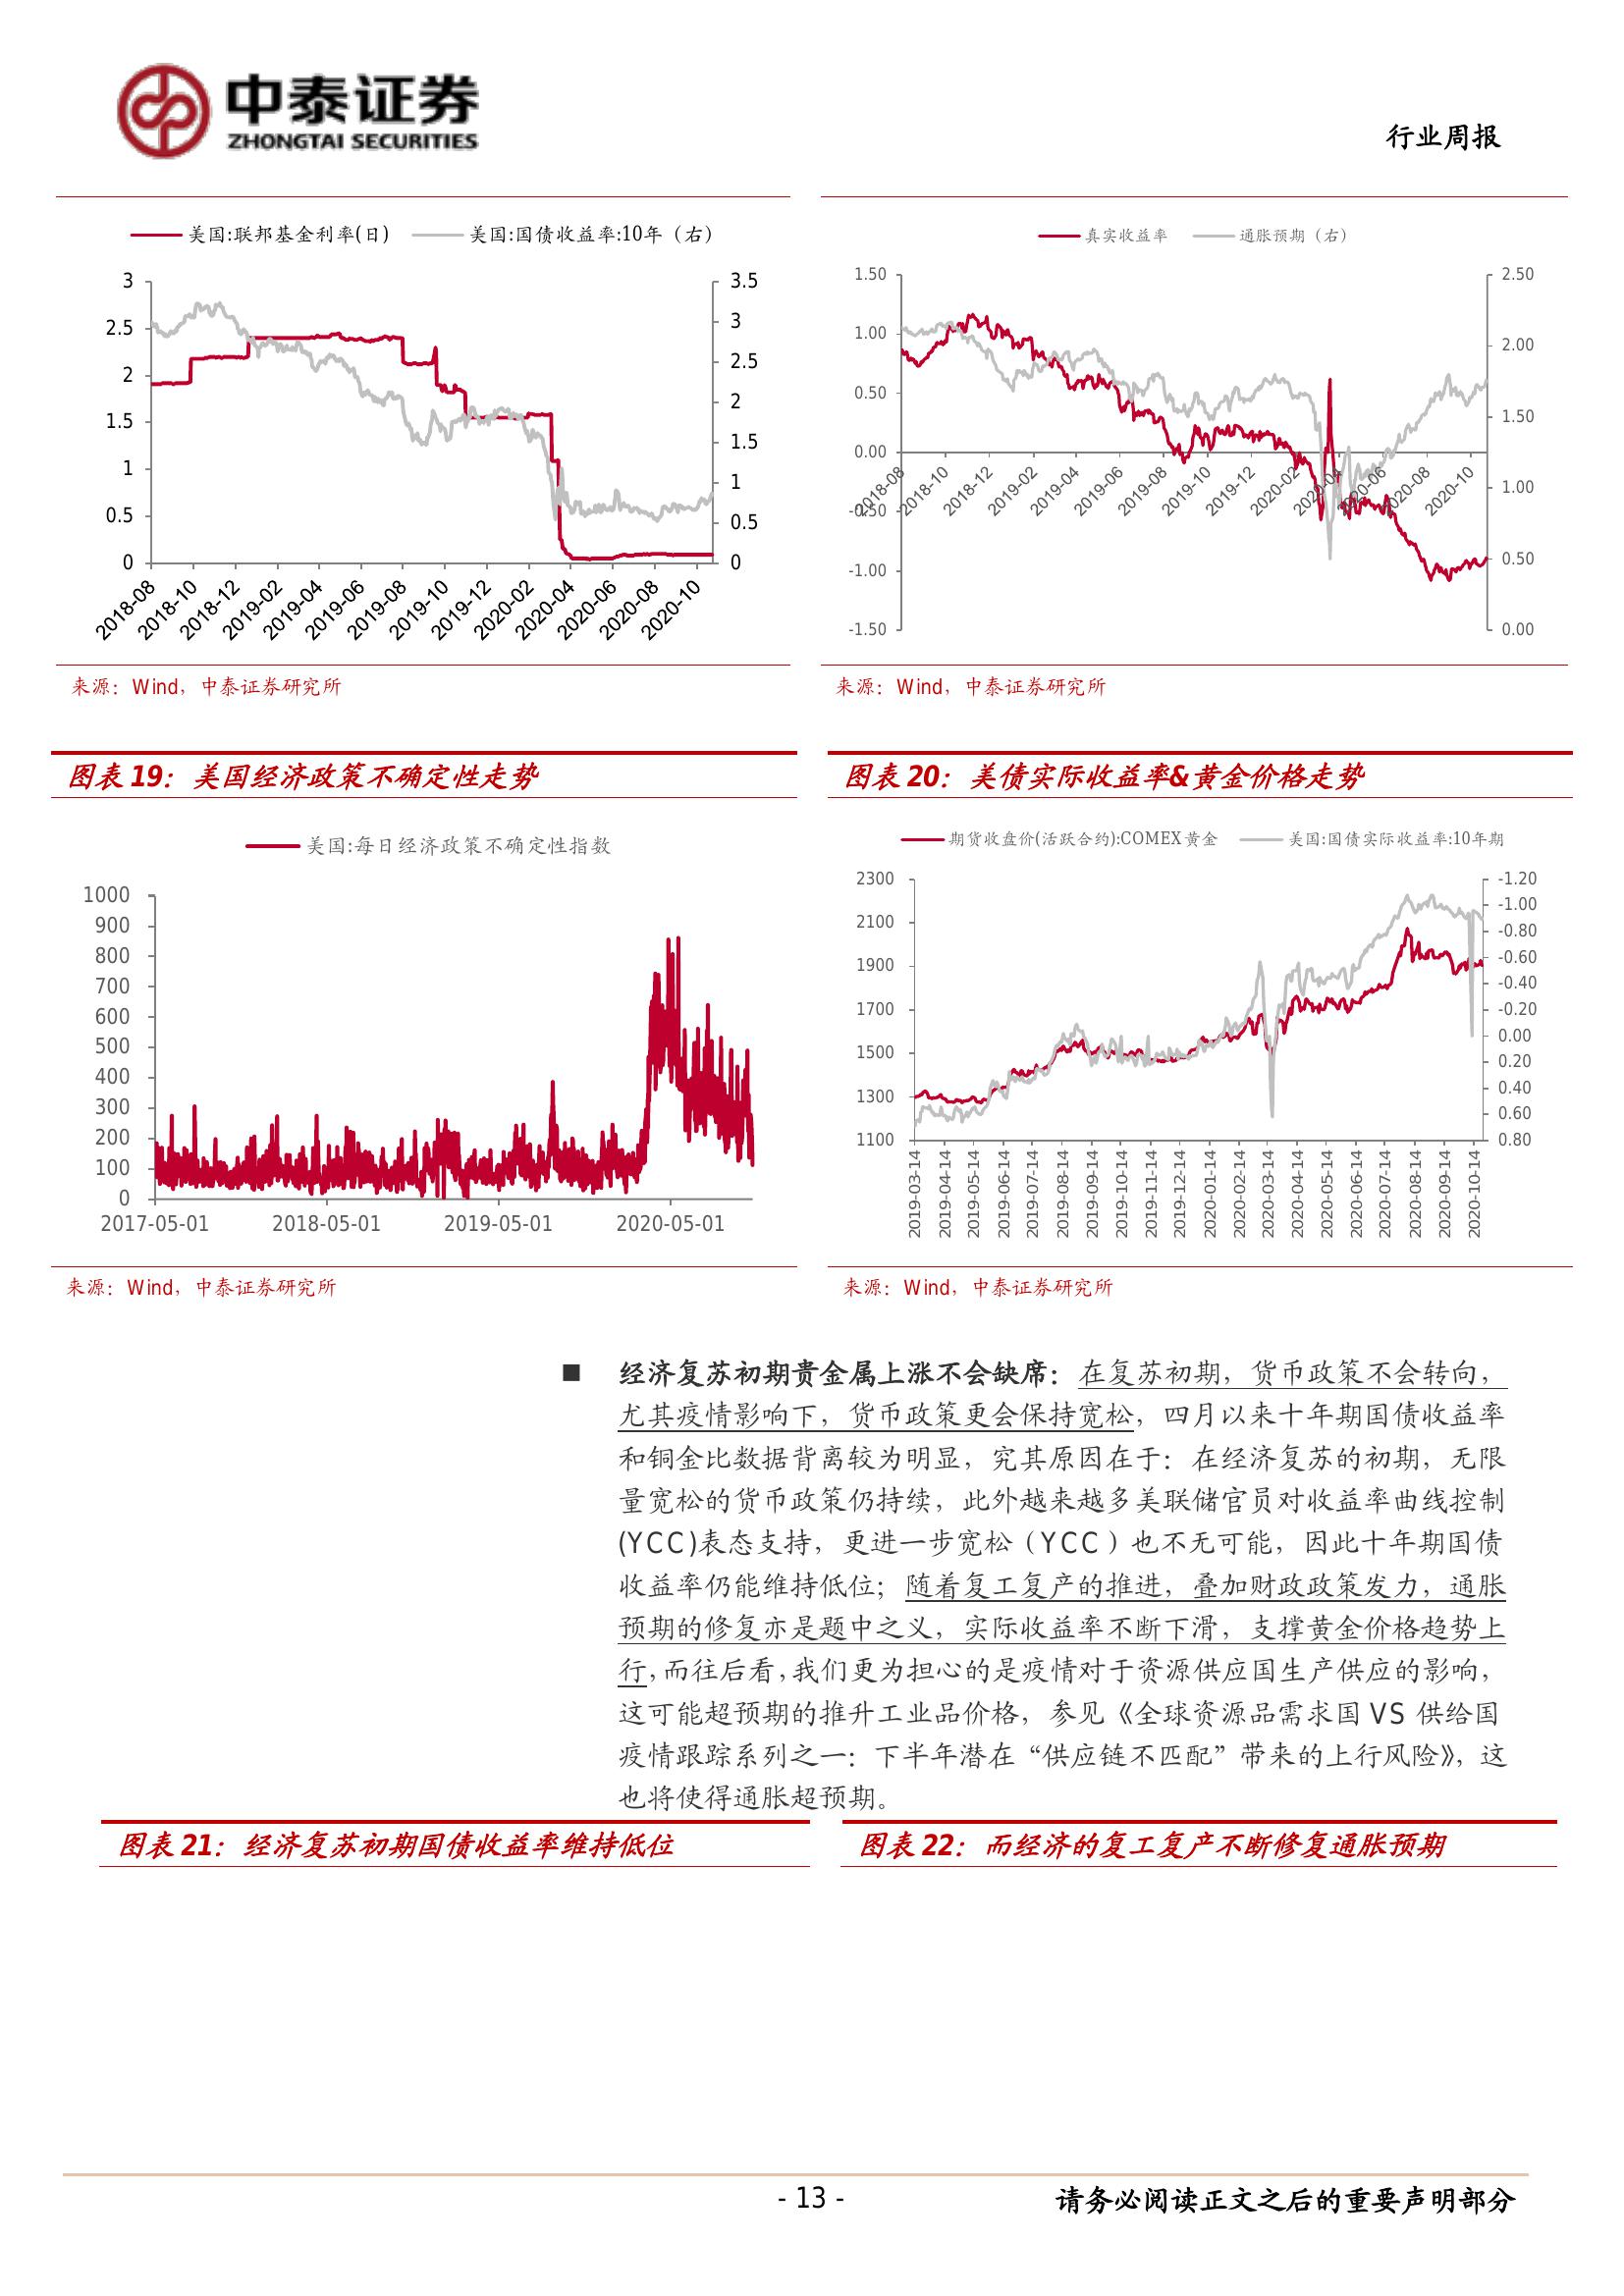 中泰证券
ZHONGTAI SECURITIES
行业周报
美国:联邦基金利率(日) 美国:国债收益率:10年（右）
3
2.5
2
1.5
1
0.5
0
3.5
3
2.5
2
1.5
1
0.5
0
2018-08 2018-10 2018-12 2019-02 2019-04 2019-06 2019-08 2019-10 2019-12 2020-02 2020-04 2020-06 2020-08 2020-10
来源：Wind，中泰证券研究所
真实收益率 通胀预期（右）
1.50
1.00
0.50
0.00
-0.50
-1.00
-1.50
2.50
2.00
1.50
1.00
0.50
0.00
2018-08 2018-10 2018-12 2019-02 2019-04 2019-06 2019-08 2019-10 2019-12 2020-02 2020-04 2020-06 2020-08 2020-10
来源：Wind，中泰证券研究所
图表19：美国经济政策不确定性走势
美国:每日经济政策不确定性指数
1000
900
800
700
600
500
400
300
200
100
0
2017-05-01 2018-05-01 2019-05-01 2020-05-01
来源：Wind，中泰证券研究所
图表20：美债实际收益率&黄金价格走势
期货收盘价(活跃合约):COMEX黄金 美国:国债实际收益率:10年期
2300
2100
1900
1700
1500
1300
1100
-1.20
-1.00
-0.80
-0.60
-0.40
-0.20
0.00
0.20
0.40
0.60
0.80
2019-03-14 2019-04-14 2019-05-14 2019-06-14 2019-07-14 2019-08-14 2019-09-14 2019-10-14 2019-11-14 2019-12-14 2020-01-14 2020-02-14 2020-03-14 2020-04-14 2020-05-14 2020-06-14 2020-07-14 2020-08-14 2020-09-14 2020-10-14
来源：Wind，中泰证券研究所
■ 经济复苏初期贵金属上涨不会缺席：在复苏初期，货币政策不会转向，
尤其疫情影响下，货币政策更会保持宽松，四月以来十年期国债收益率
和铜金比数据背离较为明显，究其原因在于：在经济复苏的初期，无限
量宽松的货币政策仍持续，此外越来越多美联储官员对收益率曲线控制
(YCC)表态支持，更进一步宽松（YCC）也不无可能，因此十年期国债
收益率仍能维持低位；随着复工复产的推进，叠加财政政策发力，通胀
预期的修复亦是题中之义，实际收益率不断下滑，支撑黄金价格趋势上
行，而往后看，我们更为担心的是疫情对于资源供应国生产供应的影响，
这可能超预期的推升工业品价格，参见《全球资源品需求国 VS 供给国
疫情跟踪系列之一：下半年潜在“供应链不匹配”带来的上行风险》，这
也将使得通胀超预期。
图表21：经济复苏初期国债收益率维持低位
图表22：而经济的复工复产不断修复通胀预期
- 13 -
请务必阅读正文之后的重要声明部分